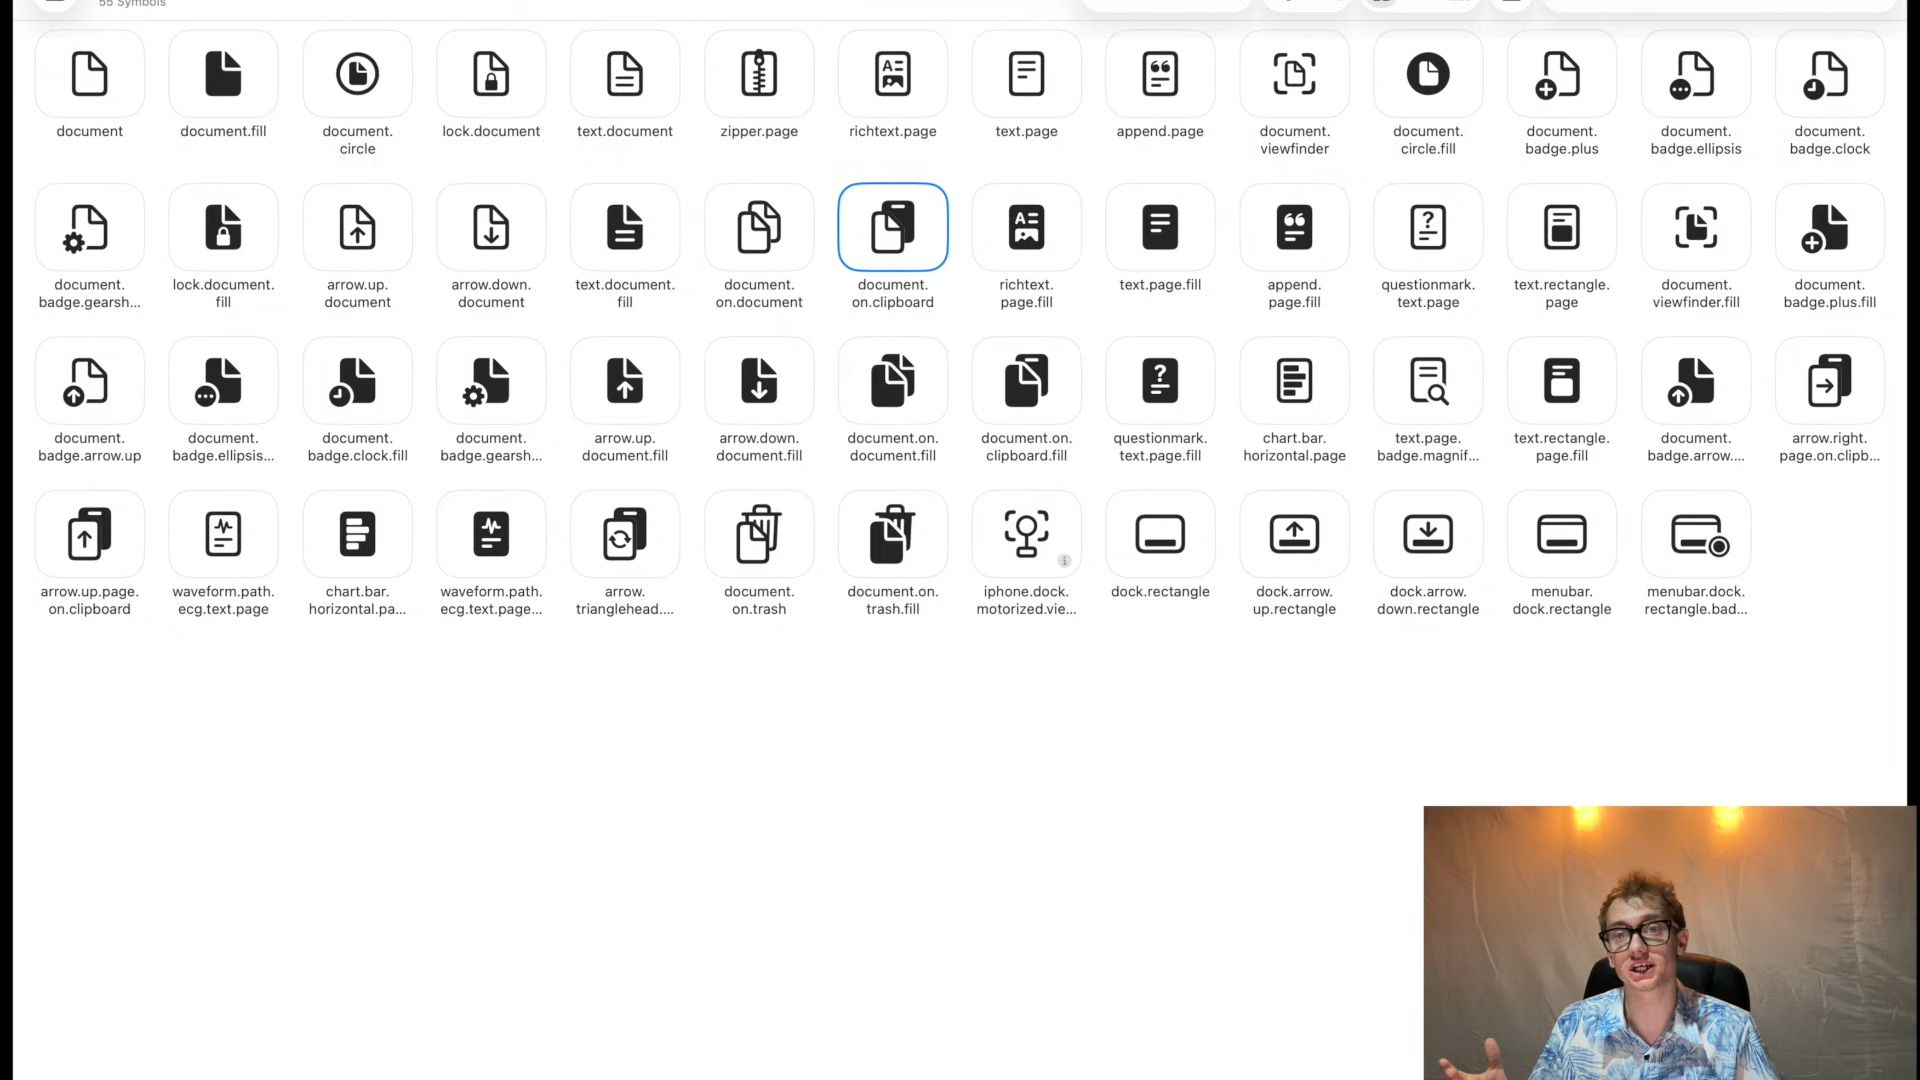 55 Symbols
document
document.fill
document.
circle
lock.document
text.document
zipper.page
richtext.page
text.page
append.page
document.
viewfinder
document.
circle.fill
document.
badge.plus
document.
badge.ellipsis
document.
badge.clock
document.
badge.gearsh...
lock.document.
fill
arrow.up.
document
arrow.down.
document
text.document.
fill
document.
on.document
document.
on.clipboard
richtext.
page.fill
text.page.fill
append.
page.fill
questionmark.
text.page
text.rectangle.
page
document.
viewfinder.fill
document.
badge.plus.fill
document.
badge.arrow.up
document.
badge.ellipsis...
document.
badge.clock.fill
document.
badge.gearsh...
arrow.up.
document.fill
arrow.down.
document.fill
document.on.
document.fill
document.on.
clipboard.fill
questionmark.
text.page.fill
chart.bar.
horizontal.page
text.page.
badge.magnif...
text.rectangle.
page.fill
document.
badge.arrow....
arrow.right.
page.on.clipb...
arrow.up.page.
on.clipboard
waveform.path.
ecg.text.page
chart.bar.
horizontal.pa...
waveform.path.
ecg.text.page...
arrow.
trianglehead....
document.
on.trash
document.on.
trash.fill
iphone.dock.
motorized.vie...
dock.rectangle
dock.arrow.
up.rectangle
dock.arrow.
down.rectangle
menubar.
dock.rectangle
menubar.dock.
rectangle.bad...